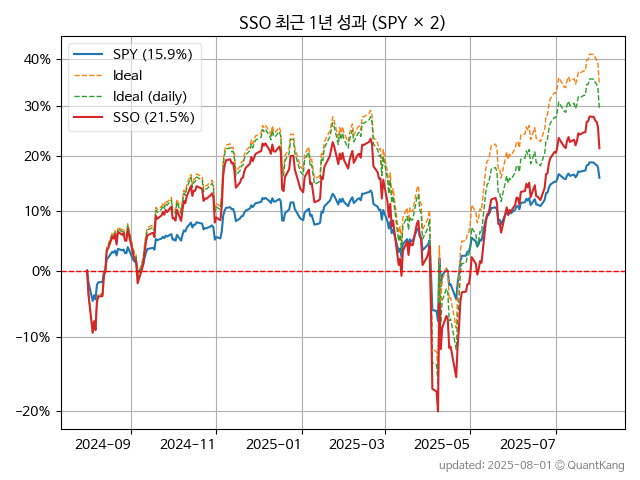 SSO 최근 1년 성과 (SPY × 2)
SPY (15.9%)
Ideal
Ideal (daily)
SSO (21.5%)
40%
30%
20%
10%
0%
−10%
−20%
2024-09
2024-11
2025-01
2025-03
2025-05
2025-07
updated: 2025-08-01 © QuantKang